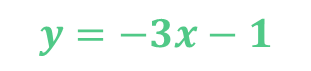 y = −3x − 1